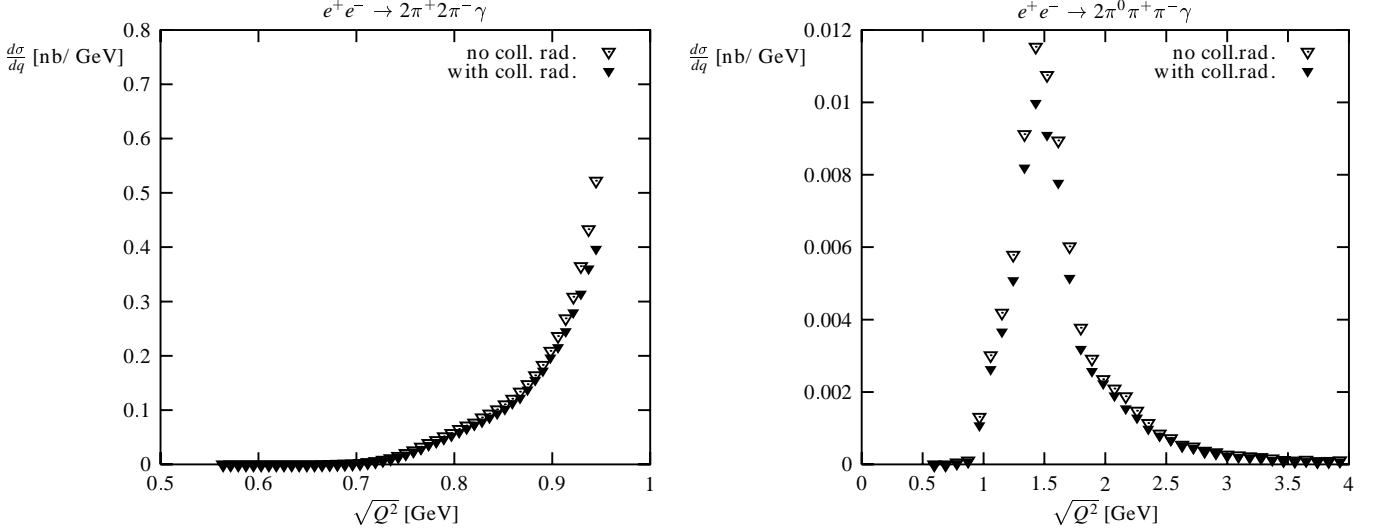 e⁺e⁻ → 2π⁺2π⁻γ
dσ/dq [nb/ GeV]
no coll. rad.
with coll. rad.
0.8
0.7
0.6
0.5
0.4
0.3
0.2
0.1
0
0.5 0.6 0.7 0.8 0.9 1
√Q² [GeV]
e⁺e⁻ → 2π⁰π⁺π⁻γ
dσ/dq [nb/ GeV]
no coll.rad.
with coll.rad.
0.012
0.01
0.008
0.006
0.004
0.002
0
0 0.5 1 1.5 2 2.5 3 3.5 4
√Q² [GeV]